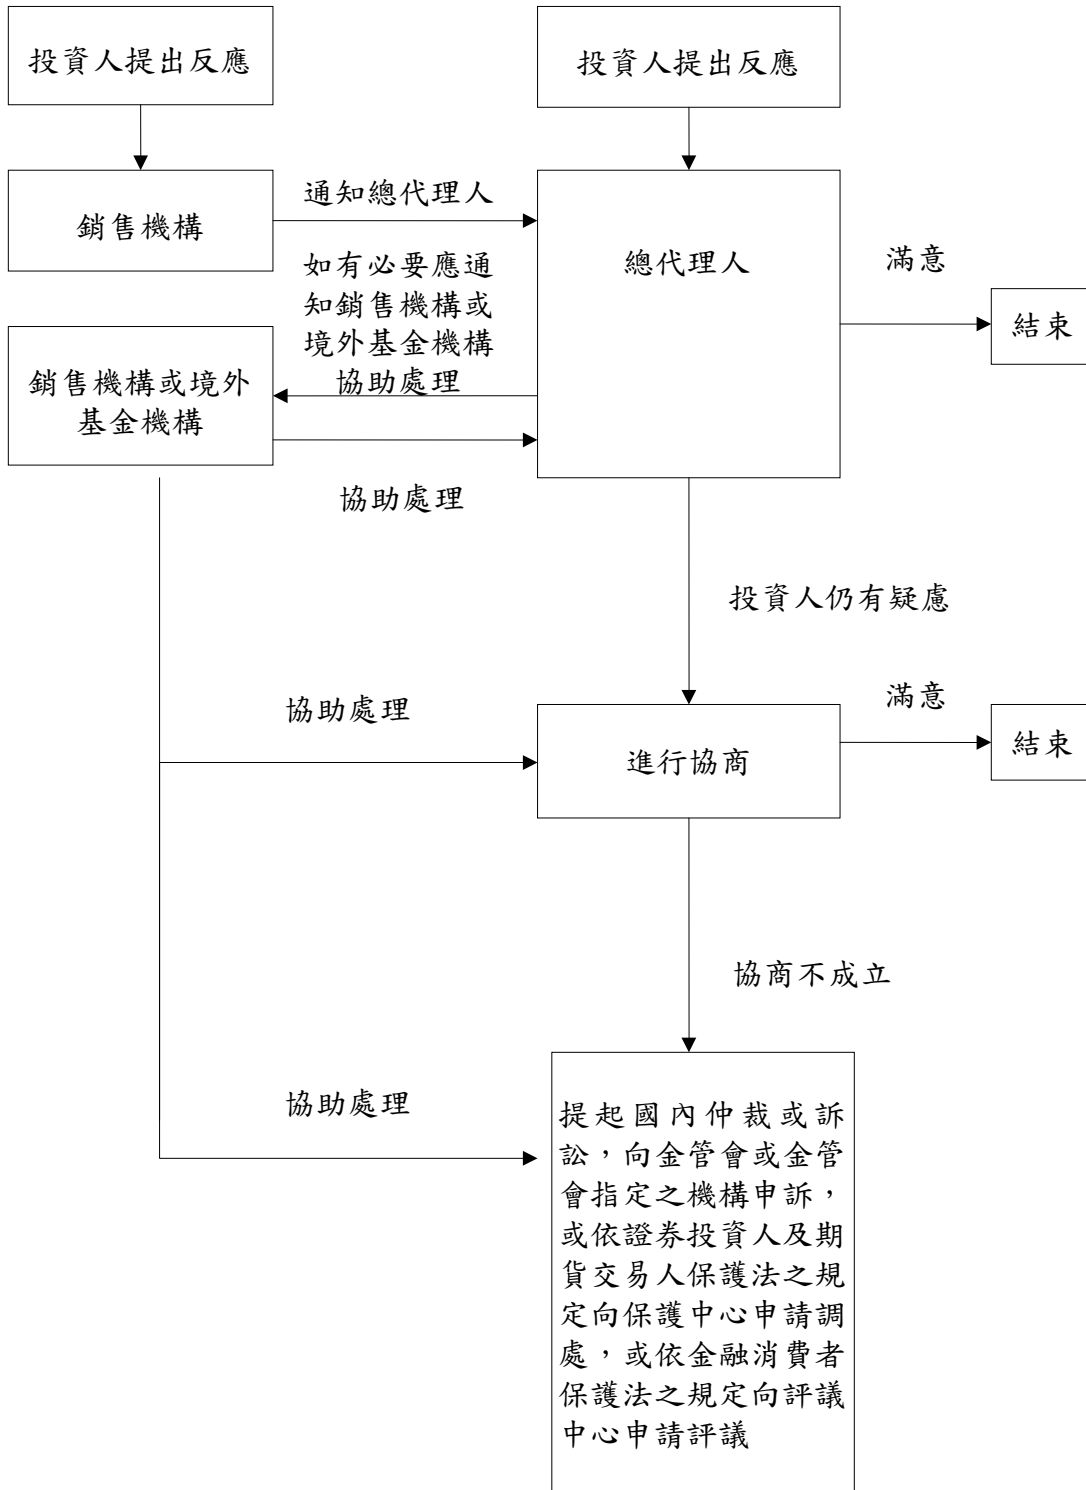 投資人提出反應
投資人提出反應
銷售機構
通知總代理人
總代理人
滿意
結束
如有必要應通
知銷售機構或
境外基金機構
協助處理
銷售機構或境外
基金機構
協助處理
投資人仍有疑慮
協助處理
進行協商
滿意
結束
協商不成立
協助處理
提起國內仲裁或訴
訟，向金管會或金管
會指定之機構申訴，
或依證券投資人及期
貨交易人保護法之規
定向保護中心申請調
處，或依金融消費者
保護法之規定向評議
中心申請評議